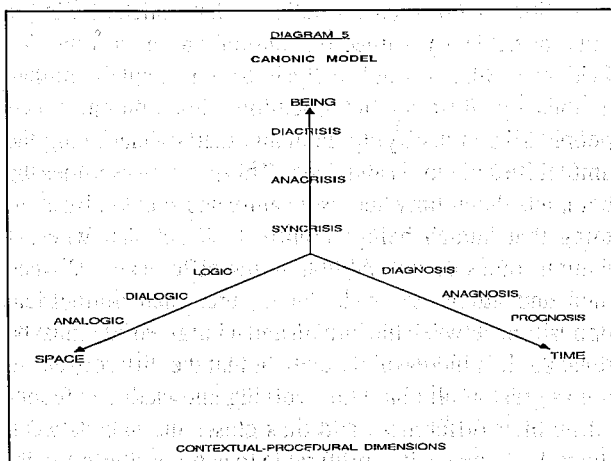 DIAGRAM 5
CANONIC MODEL
BEING
DIACRISIS
ANACRISIS
SYNCRISIS
LOGIC
DIAGNOSIS
DIALOGIC
ANAGNOSIS
ANALOGIC
PROGNOSIS
SPACE
TIME
CONTEXTUAL-PROCEDURAL DIMENSIONS